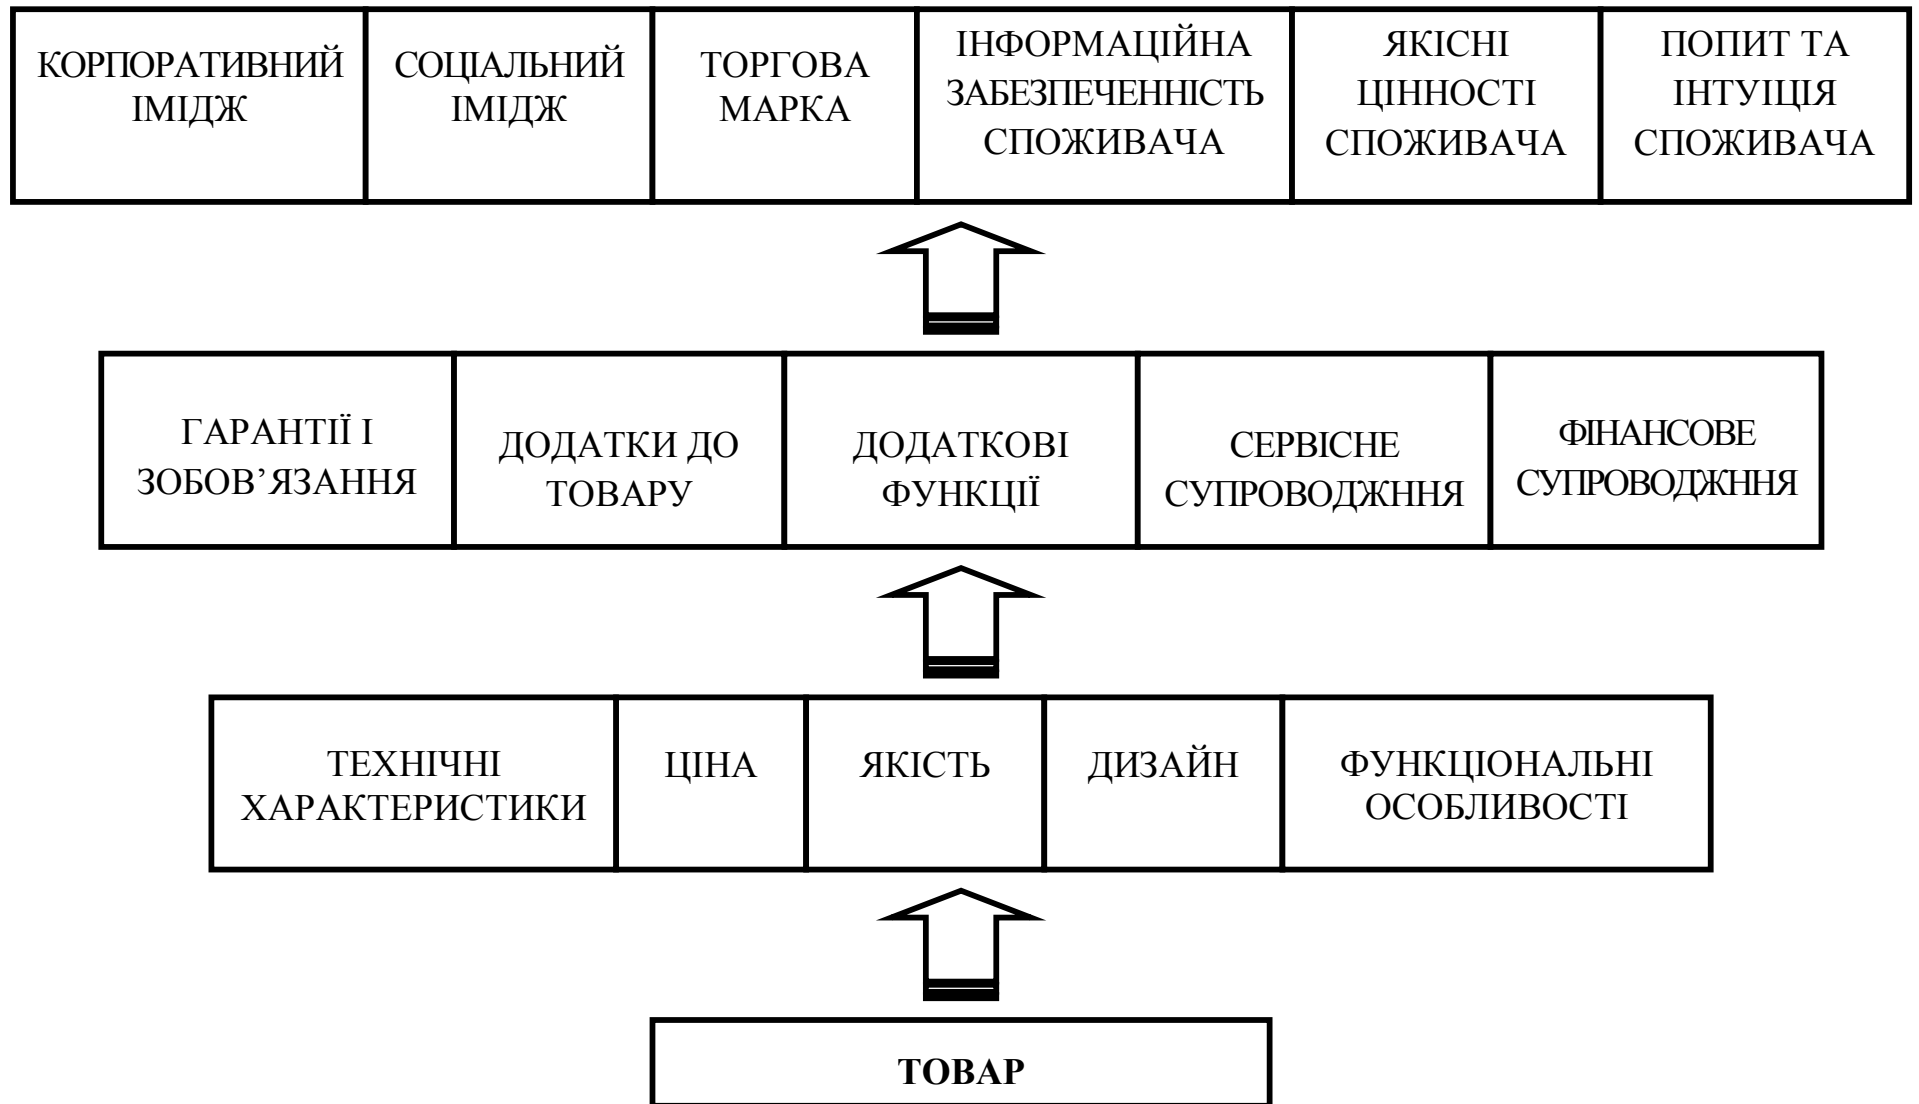 КОРПОРАТИВНИЙ
ІМІДЖ
СОЦІАЛЬНИЙ
ІМІДЖ
ТОРГОВА
МАРКА
ІНФОРМАЦІЙНА
ЗАБЕЗПЕЧЕННІСТЬ
СПОЖИВАЧА
ЯКІСНІ
ЦІННОСТІ
СПОЖИВАЧА
ПОПИТ ТА
ІНТУІЦІЯ
СПОЖИВАЧА
ГАРАНТІЇ І
ЗОБОВ’ЯЗАННЯ
ДОДАТКИ ДО
ТОВАРУ
ДОДАТКОВІ
ФУНКЦІЇ
СЕРВІСНЕ
СУПРОВОДЖННЯ
ФІНАНСОВЕ
СУПРОВОДЖННЯ
ТЕХНІЧНІ
ХАРАКТЕРИСТИКИ
ЦІНА
ЯКІСТЬ
ДИЗАЙН
ФУНКЦІОНАЛЬНІ
ОСОБЛИВОСТІ
ТОВАР